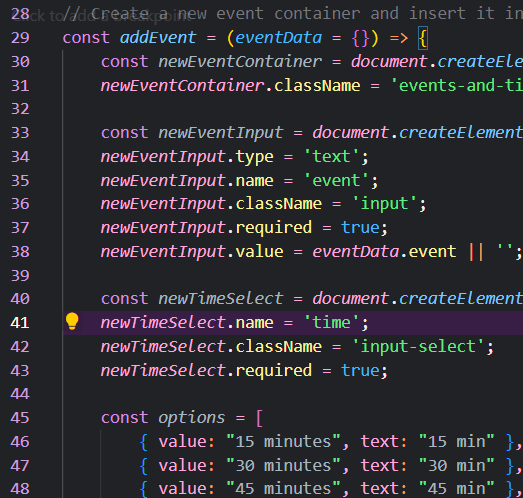 28 // Create a new event container and insert it in
29 const addEvent = (eventData = {}) => {
30 const newEventContainer = document.createEle
31 newEventContainer.className = 'events-and-ti
32
33 const newEventInput = document.createElement
34 newEventInput.type = 'text';
35 newEventInput.name = 'event';
36 newEventInput.className = 'input';
37 newEventInput.required = true;
38 newEventInput.value = eventData.event || '';
39
40 const newTimeSelect = document.createElement
41 newTimeSelect.name = 'time';
42 newTimeSelect.className = 'input-select';
43 newTimeSelect.required = true;
44
45 const options = [
46 { value: "15 minutes", text: "15 min" },
47 { value: "30 minutes", text: "30 min" },
48 { value: "45 minutes", text: "45 min" },